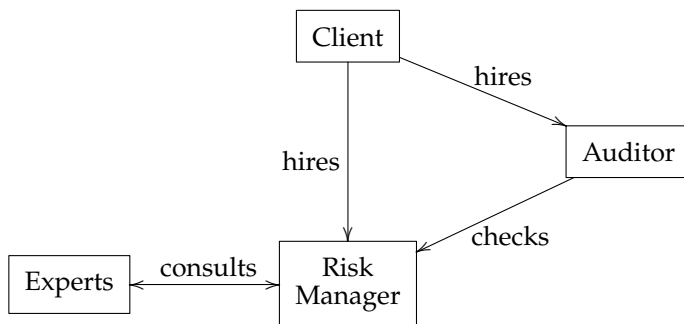 Client
hires
Auditor
hires
checks
Experts
consults
Risk
Manager